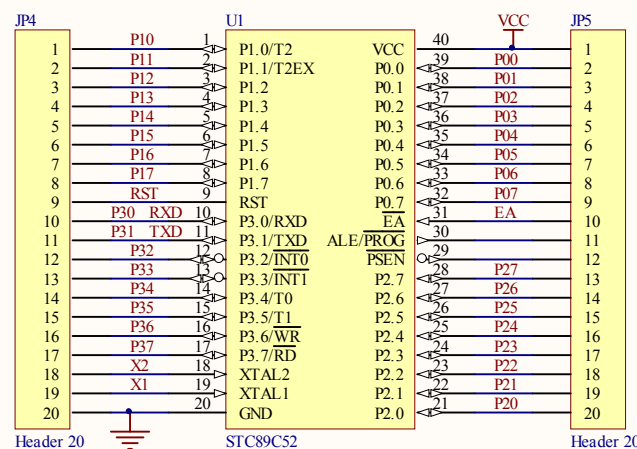 JP4 U1 VCC JP5
1 P10 1 P1.0/T2 VCC 40 1
2 P11 2 P1.1/T2EX P0.0 39 P00 2
3 P12 3 P1.2 P0.1 38 P01 3
4 P13 4 P1.3 P0.2 37 P02 4
5 P14 5 P1.4 P0.3 36 P03 5
6 P15 6 P1.5 P0.4 35 P04 6
7 P16 7 P1.6 P0.5 34 P05 7
8 P17 8 P1.7 P0.6 33 P06 8
9 RST 9 RST P0.7 32 P07 9
10 P30 RXD 10 P3.0/RXD EA 31 EA 10
11 P31 TXD 11 P3.1/TXD ALE/PROG 30 11
12 P32 12 P3.2/INT0 PSEN 29 12
13 P33 13 P3.3/INT1 P2.7 28 P27 13
14 P34 14 P3.4/T0 P2.6 27 P26 14
15 P35 15 P3.5/T1 P2.5 26 P25 15
16 P36 16 P3.6/WR P2.4 25 P24 16
17 P37 17 P3.7/RD P2.3 24 P23 17
18 X2 18 XTAL2 P2.2 23 P22 18
19 X1 19 XTAL1 P2.1 22 P21 19
20 20 GND P2.0 21 P20 20
Header 20 STC89C52 Header 20